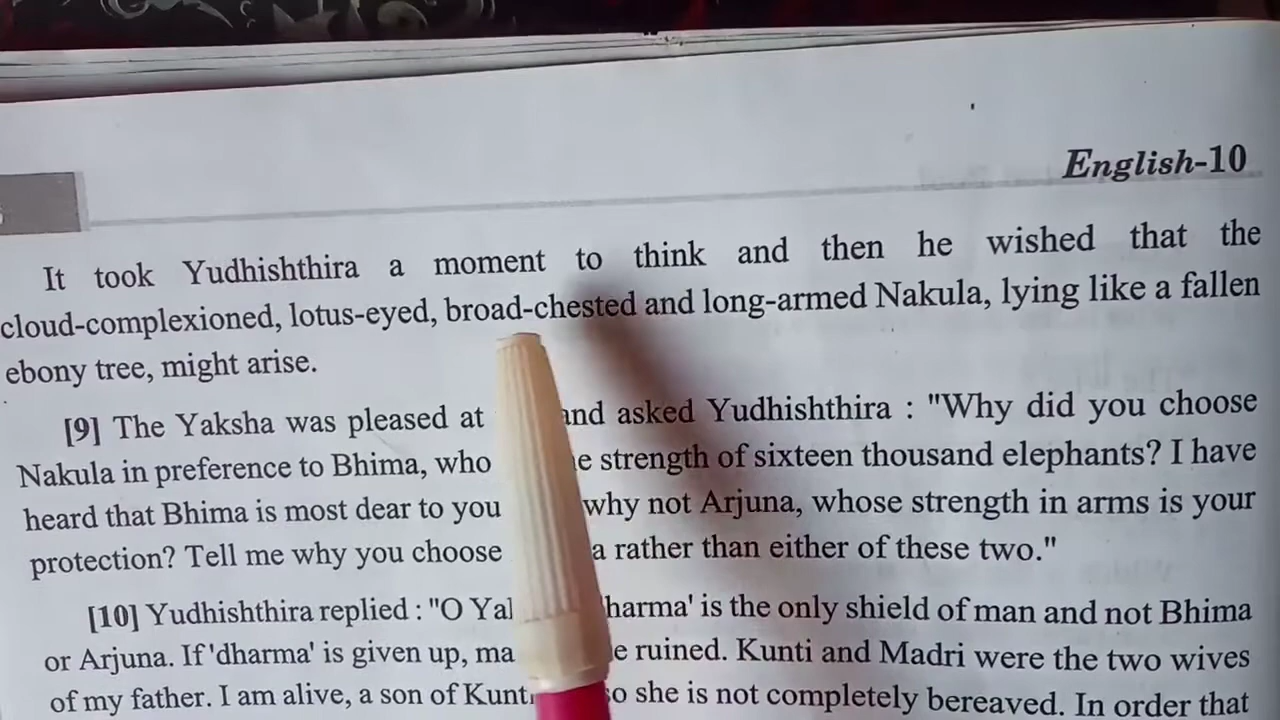 English-10
It took Yudhishthira a moment to think and then he wished that the
cloud-complexioned, lotus-eyed, broad-chested and long-armed Nakula, lying like a fallen
ebony tree, might arise.
[9] The Yaksha was pleased at and asked Yudhishthira : "Why did you choose
Nakula in preference to Bhima, who strength of sixteen thousand elephants? I have
heard that Bhima is most dear to you why not Arjuna, whose strength in arms is your
protection? Tell me why you choose rather than either of these two."
[10] Yudhishthira replied : "O is the only shield of man and not Bhima
or Arjuna. If 'dharma' is given up, ruined. Kunti and Madri were the two wives
of my father. I am alive, a son of she is not completely bereaved. In order that